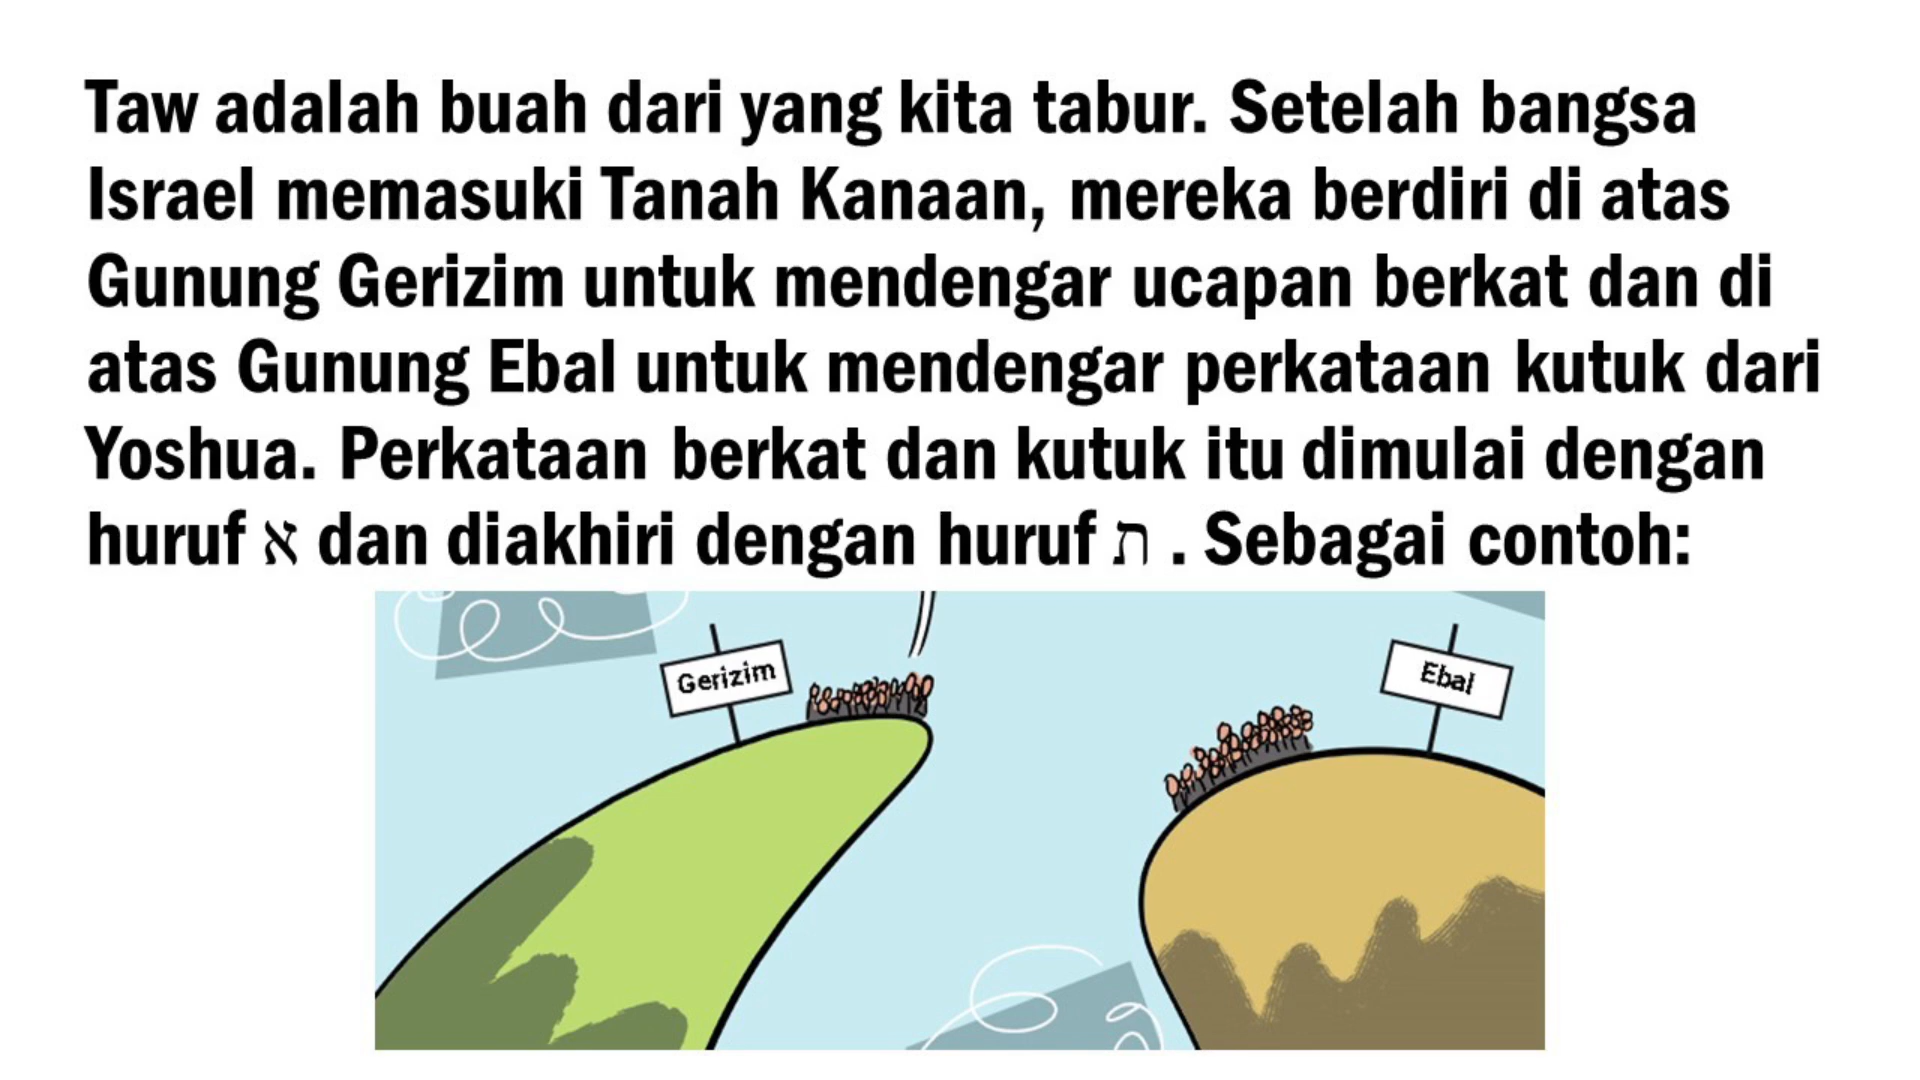 Taw adalah buah dari yang kita tabur. Setelah bangsa
Israel memasuki Tanah Kanaan, mereka berdiri di atas
Gunung Gerizim untuk mendengar ucapan berkat dan di
atas Gunung Ebal untuk mendengar perkataan kutuk dari
Yoshua. Perkataan berkat dan kutuk itu dimulai dengan
huruf א dan diakhiri dengan huruf ת . Sebagai contoh:
Gerizim
Ebal